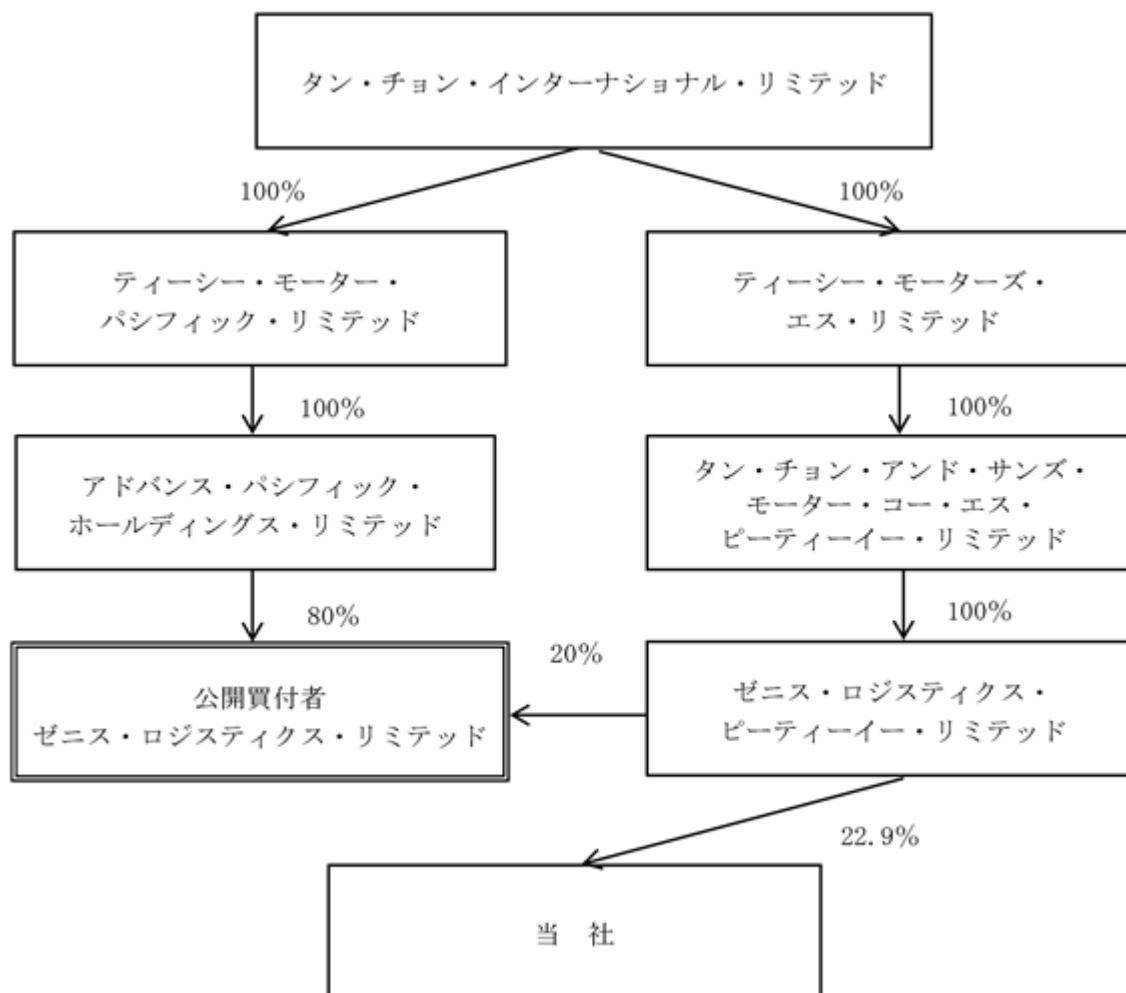 タン・チョン・インターナショナル・リミテッド
100%
100%
ティーシー・モーター・
パシフィック・リミテッド
ティーシー・モーターズ・
エス・リミテッド
100%
100%
アドバンス・パシフィック・
ホールディングス・リミテッド
タン・チョン・アンド・サンズ・
モーター・コー・エス・
ピーティーイー・リミテッド
80%
100%
公開買付者
ゼニス・ロジスティクス・リミテッド
20%
ゼニス・ロジスティクス・
ピーティーイー・リミテッド
22.9%
当 社